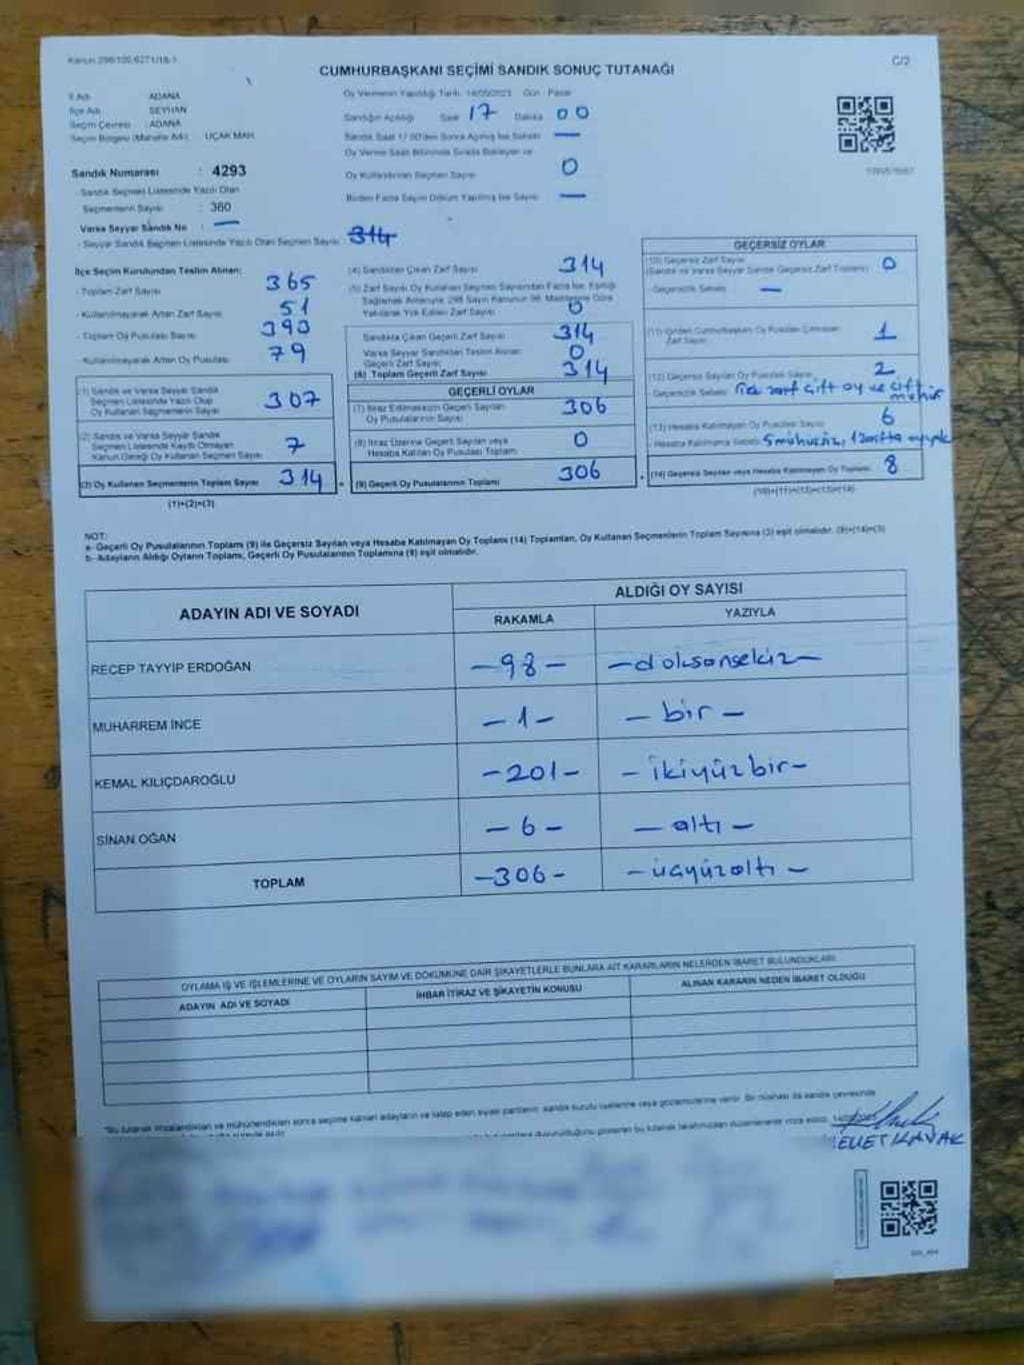 Kanun:298/100,6271/18-1
C/2
CUMHURBAŞKANI SEÇİMİ SANDIK SONUÇ TUTANAĞI
İl Adı ADANA
İlçe Adı SEYHAN
Seçim Çevresi : ADANA
Seçim Bölgesi (Mahalle Adı) UÇAK MAH.
Sandık Numarası : 4293
- Sandık Seçmen Listesinde Yazılı Olan
Seçmenlerin Sayısı : 360
Varsa Seyyar Sandık No : —
- Seyyar Sandık Seçmen Listesinde Yazılı Olan Seçmen Sayısı 314
Oy Vermenin Yapıldığı Tarih: 14/05/2023 Gün : Pazar
Sandığın Açıldığı Saat 17 Dakika 00
Sandık Saat 17.00'den Sonra Açılmış İse Sebebi —
Oy Verme Saati Bitiminde Sırada Bekleyen ve
Oy Kullandırılan Seçmen Sayısı 0
Birden Fazla Sayım Döküm Yapılmış İse Sayısı —
İlçe Seçim Kurulundan Teslim Alınan:
- Toplam Zarf Sayısı 365
- Kullanılmayarak Artan Zarf Sayısı 51
- Toplam Oy Pusulası Sayısı 393
- Kullanılmayarak Artan Oy Pusulası 79
(1) Sandık ve Varsa Seyyar Sandık
Seçmen Listesinde Yazılı Olup
Oy Kullanan Seçmenlerin Sayısı 307
(2) Sandık ve Varsa Seyyar Sandık
Seçmen Listesinde Kayıtlı Olmayan
Kanun Gereği Oy Kullanan Seçmen Sayısı 7
(3) Oy Kullanan Seçmenlerin Toplam Sayısı 314
(1)+(2)=(3)
(4) Sandıktan Çıkan Zarf Sayısı 314
(5) Zarf Sayısı Oy Kullanan Seçmen Sayısından Fazla İse, Eşitliği
Sağlamak Amacıyla, 298 Sayılı Kanunun 98. Maddesine Göre
Yakılarak Yok Edilen Zarf Sayısı 0
Sandıkta Çıkan Geçerli Zarf Sayısı 314
Varsa Seyyar Sandıktan Teslim Alınan
Geçerli Zarf Sayısı 0
(6) Toplam Geçerli Zarf Sayısı 314
GEÇERLİ OYLAR
(7) İtiraz Edilmeksizin Geçerli Sayılan
Oy Pusulalarının Sayısı 306
(8) İtiraz Üzerine Geçerli Sayılan veya
Hesaba Katılan Oy Pusulası Toplamı 0
(9) Geçerli Oy Pusulalarının Toplamı 306
GEÇERSİZ OYLAR
(10) Geçersiz Zarf Sayısı
(Sandık ve Varsa Seyyar Sandık Geçersiz Zarf Toplamı) 0
Geçersizlik Sebebi —
(11) İçinden Cumhurbaşkanı Oy Pusulası Çıkmayan
Zarf Sayısı 1
(12) Geçersiz Sayılan Oy Pusulası Sayısı 2
Geçersizlik Sebebi Tek zarf çift oy ve çift mühür
(13) Hesaba Katılmayan Oy Pusulası Sayısı 6
Hesaba Katılmama Sebebi 5 mühürsüz, 1 zarfta
(14) Geçersiz Sayılan veya Hesaba Katılmayan Oy Toplamı 8
(10)+(11)+(12)+(13)=(14)
NOT:
a- Geçerli Oy Pusulalarının Toplamı (9) ile Geçersiz Sayılan veya Hesaba Katılmayan Oy Toplamı (14) Toplamları, Oy Kullanan Seçmenlerin Toplam Sayısına (3) eşit olmalıdır. (9)+(14)=(3)
b- Adayların Aldığı Oyların Toplamı, Geçerli Oy Pusulalarının Toplamına (9) eşit olmalıdır.
ADAYIN ADI VE SOYADI
ALDIĞI OY SAYISI
RAKAMLA YAZIYLA
RECEP TAYYİP ERDOĞAN -98- -doksansekiz-
MUHARREM İNCE -1- -bir-
KEMAL KILIÇDAROĞLU -201- -ikiyüzbir-
SİNAN OĞAN -6- -altı-
TOPLAM -306- -üçyüzaltı-
OYLAMA İŞ VE İŞLEMLERİNE VE OYLARIN SAYIM VE DÖKÜMÜNE DAİR ŞİKAYETLERLE BUNLARA AİT KARARLARIN NELERDEN İBARET BULUNDUKLARI
ADAYIN ADI VE SOYADI İHBAR İTİRAZ VE ŞİKAYETİN KONUSU ALINAN KARARIN NEDEN İBARET OLDUĞU
"Bu tutanak imzalandıktan ve mühürlendikten sonra seçime katılan adayların ve talep eden siyasi partilerin sandık kurulu üyelerine veya gözlemcilerine verilir. Bir nüshası da sandık çevresinde
KAVAK